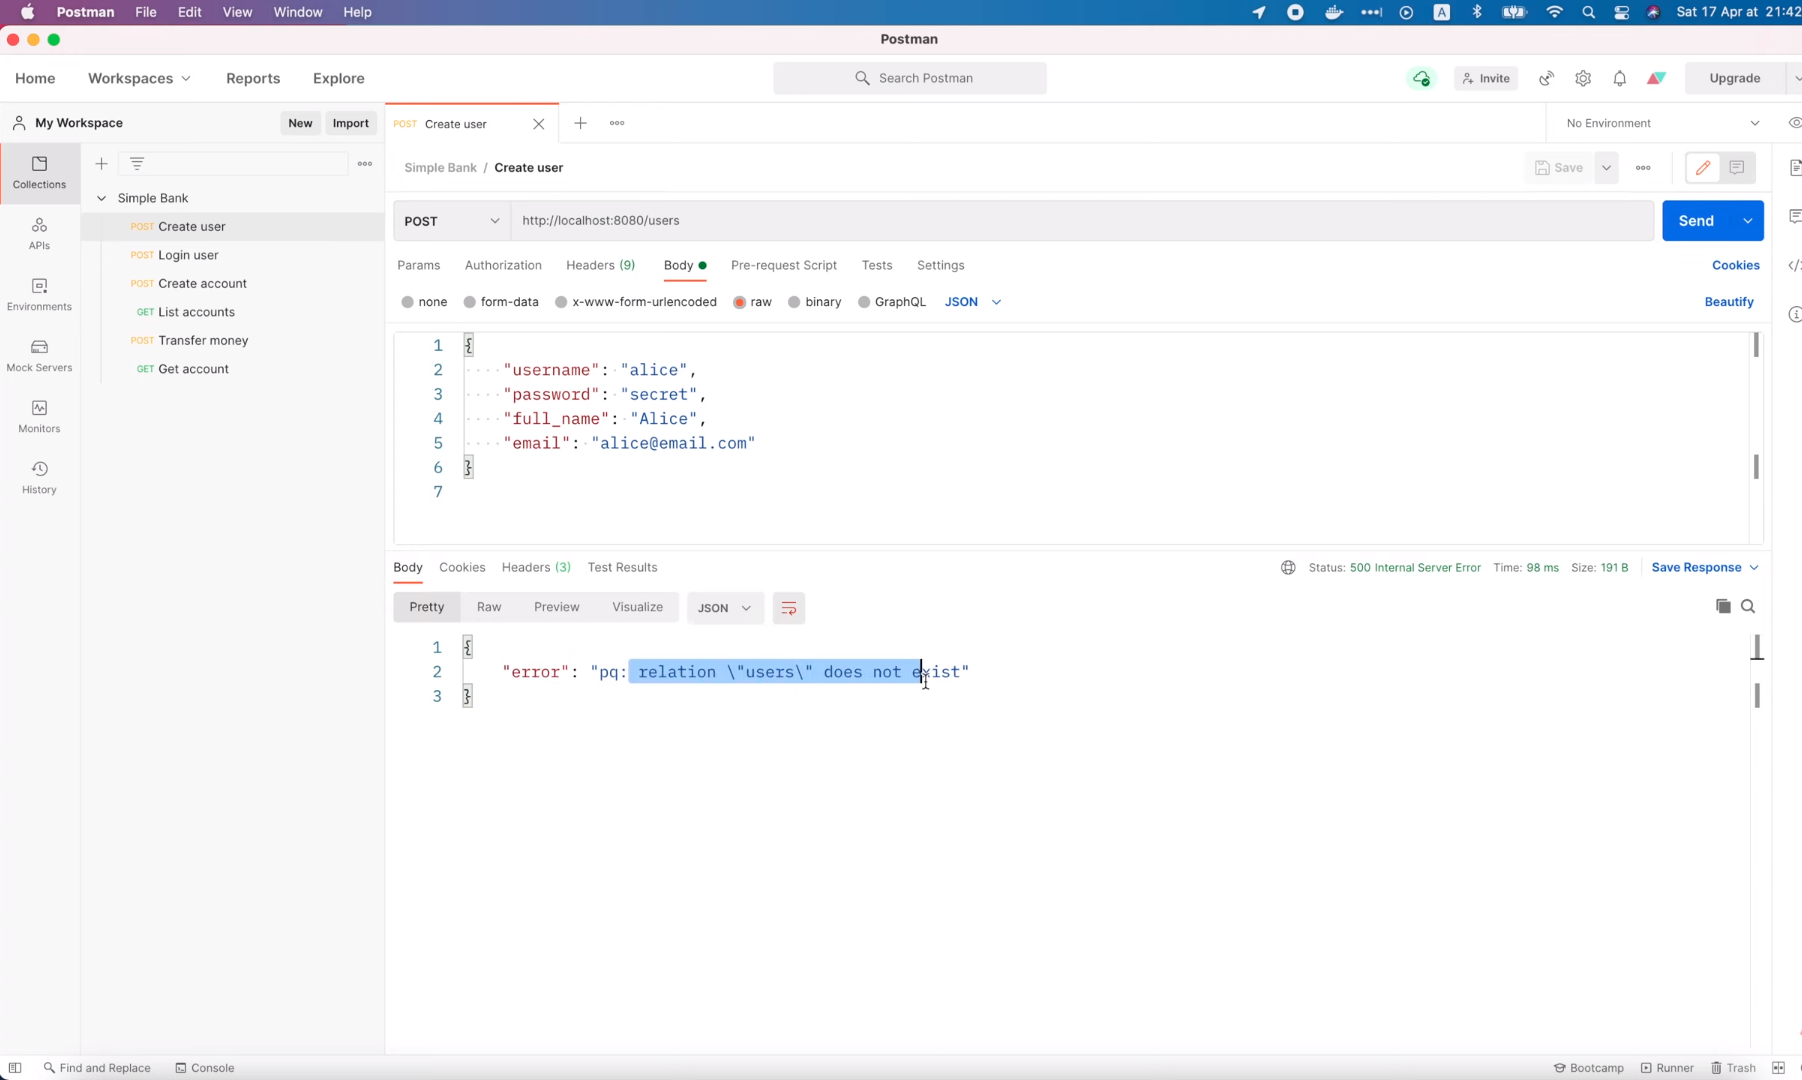 Postman File Edit View Window Help
A
Sat 17 Apr at 21:42
Postman
Home Workspaces Reports Explore
Search Postman
Invite
Upgrade
My Workspace New Import
POST Create user
No Environment
Simple Bank / Create user
Save
Collections
APIs
Environments
Mock Servers
Monitors
History
Simple Bank
POST Create user
POST Login user
POST Create account
GET List accounts
POST Transfer money
GET Get account
POST http://localhost:8080/users Send
Params Authorization Headers (9) Body Pre-request Script Tests Settings Cookies
none form-data x-www-form-urlencoded raw binary GraphQL JSON Beautify
1 {
2 "username": "alice",
3 "password": "secret",
4 "full_name": "Alice",
5 "email": "alice@email.com"
6 }
7
Body Cookies Headers (3) Test Results Status: 500 Internal Server Error Time: 98 ms Size: 191 B Save Response
Pretty Raw Preview Visualize JSON
1 {
2 "error": "pq: relation \"users\" does not exist"
3 }
Find and Replace Console Bootcamp Runner Trash